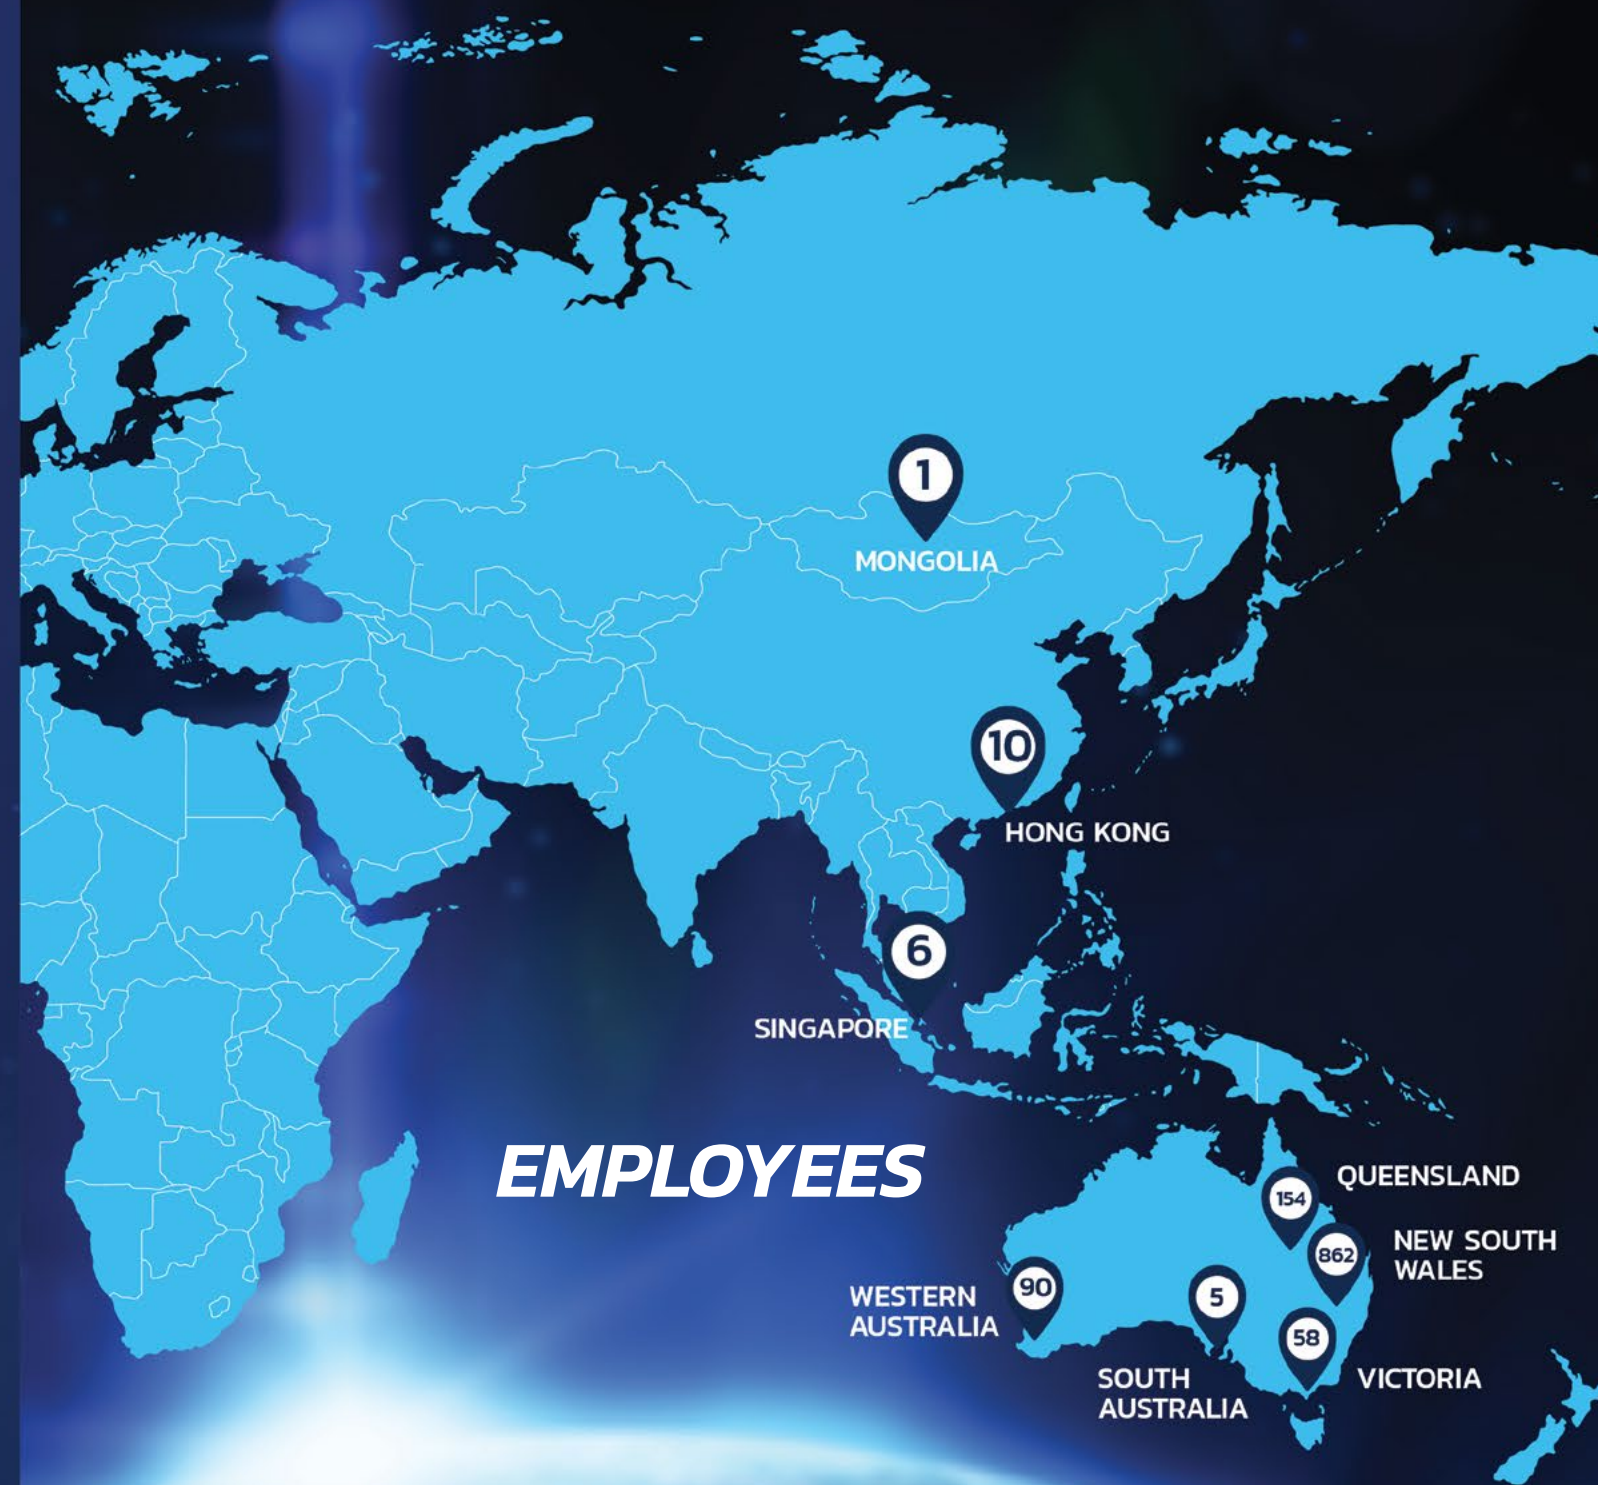 1
MONGOLIA
10
HONG KONG
6
SINGAPORE
EMPLOYEES
154
QUEENSLAND
862
NEW SOUTH
WALES
90
WESTERN
AUSTRALIA
5
SOUTH
AUSTRALIA
58
VICTORIA